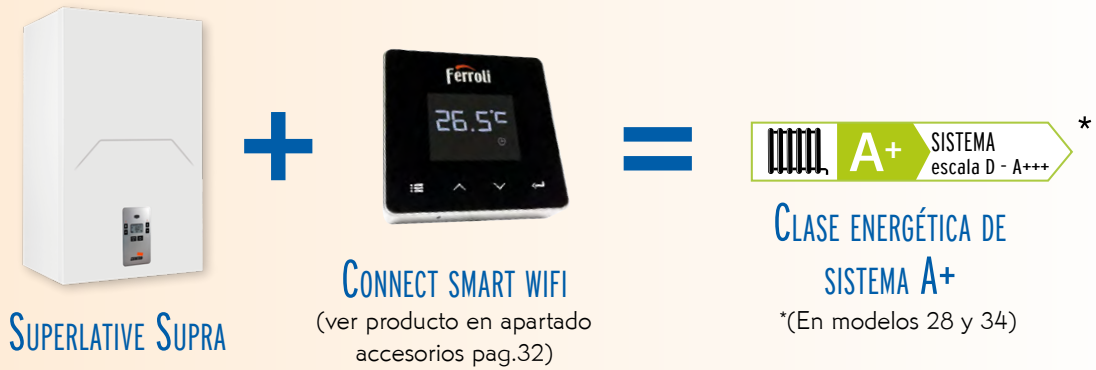 SUPERLATIVE SUPRA
+
Ferroli
26.5°C
CONNECT SMART WIFI
(ver producto en apartado
accesorios pag.32)
=
A+
SISTEMA
escala D - A+++
*
CLASE ENERGÉTICA DE
SISTEMA A+
*(En modelos 28 y 34)